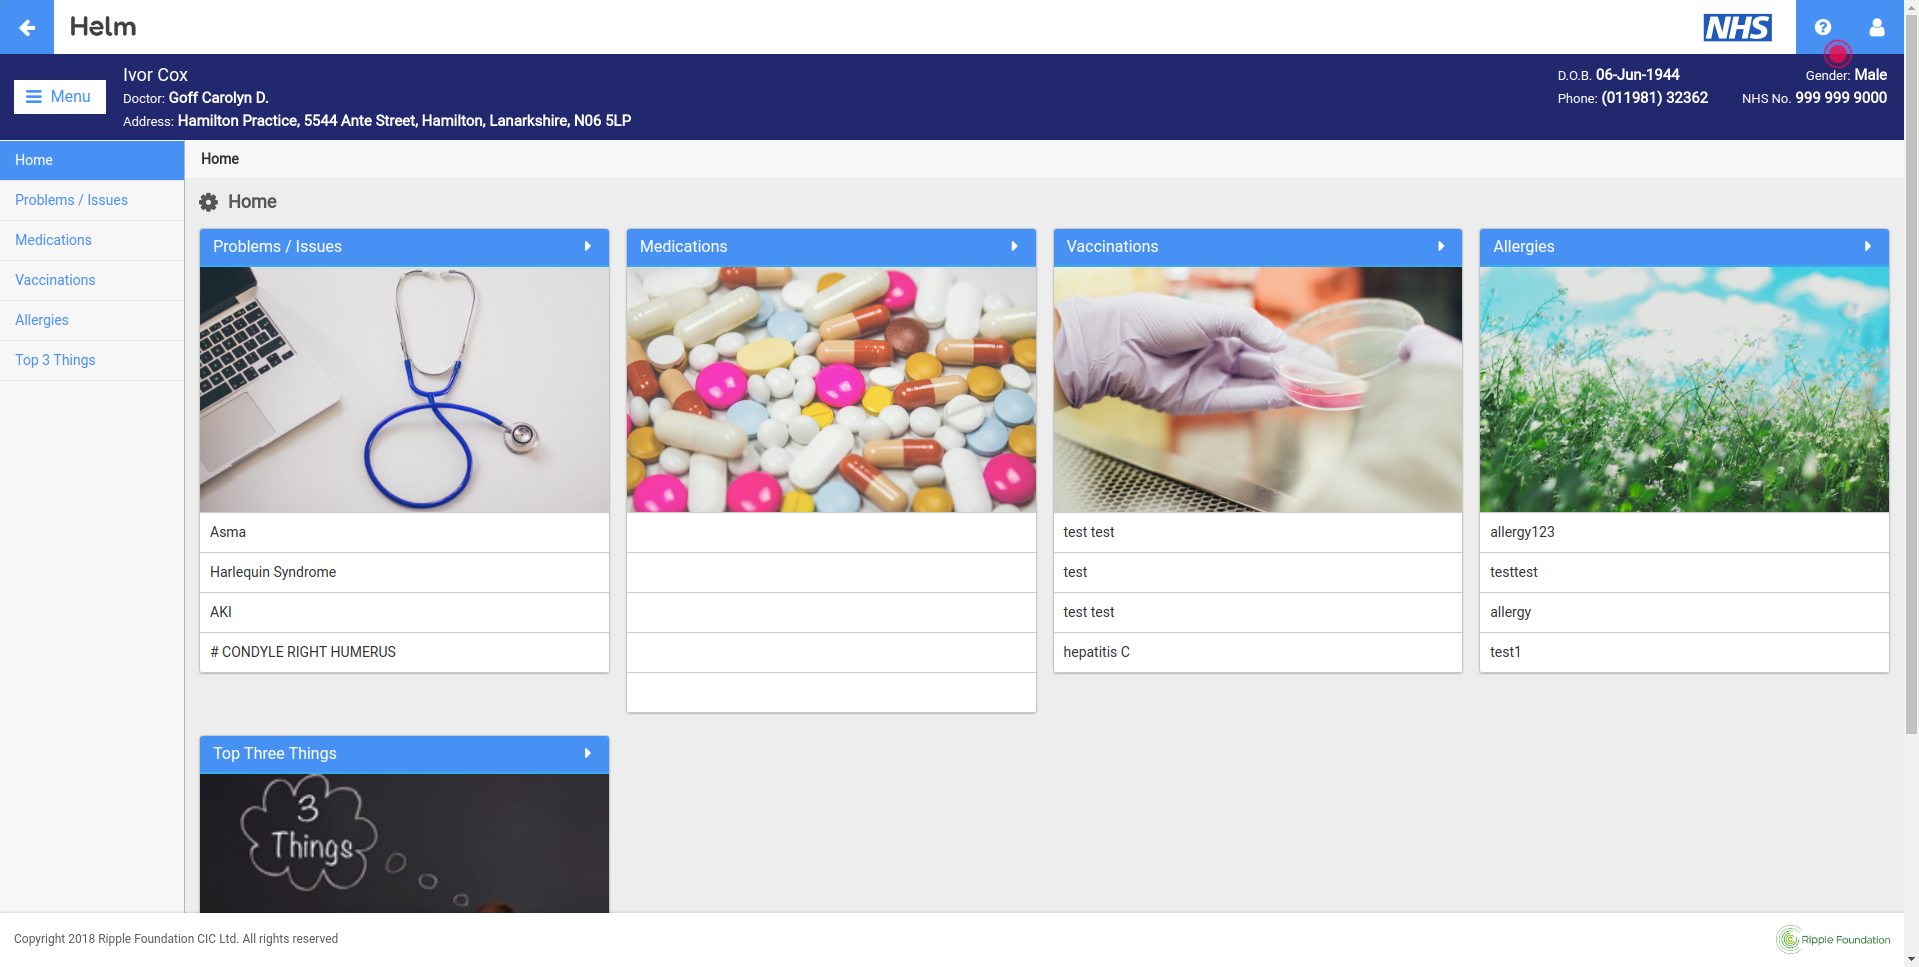 Helm
NHS
Menu
Ivor Cox
Doctor: Goff Carolyn D.
Address: Hamilton Practice, 5544 Ante Street, Hamilton, Lanarkshire, N06 5LP
D.O.B. 06-Jun-1944
Phone: (011981) 32362
Gender: Male
NHS No. 999 999 9000
Home
Problems / Issues
Medications
Vaccinations
Allergies
Top 3 Things
Home
Home
Problems / Issues
Asma
Harlequin Syndrome
AKI
# CONDYLE RIGHT HUMERUS
Medications
Vaccinations
test test
test
test test
hepatitis C
Allergies
allergy123
testtest
allergy
test1
Top Three Things
3
Things
Copyright 2018 Ripple Foundation CIC Ltd. All rights reserved
Ripple Foundation